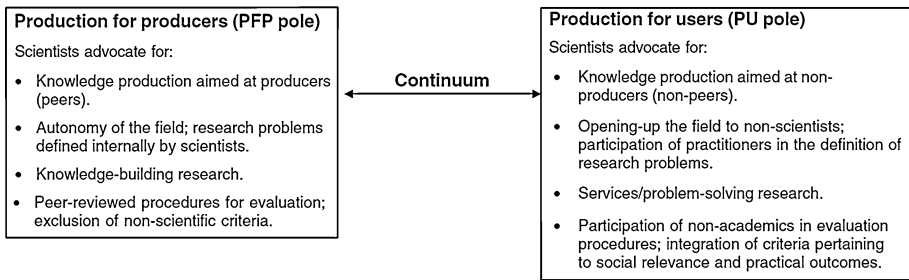 Production for producers (PFP pole)
Scientists advocate for:
• Knowledge production aimed at producers
(peers).
• Autonomy of the field; research problems
defined internally by scientists.
• Knowledge-building research.
• Peer-reviewed procedures for evaluation;
exclusion of non-scientific criteria.
Continuum
Production for users (PU pole)
Scientists advocate for:
• Knowledge production aimed at non-
producers (non-peers).
• Opening-up the field to non-scientists;
participation of practitioners in the definition of
research problems.
• Services/problem-solving research.
• Participation of non-academics in evaluation
procedures; integration of criteria pertaining
to social relevance and practical outcomes.